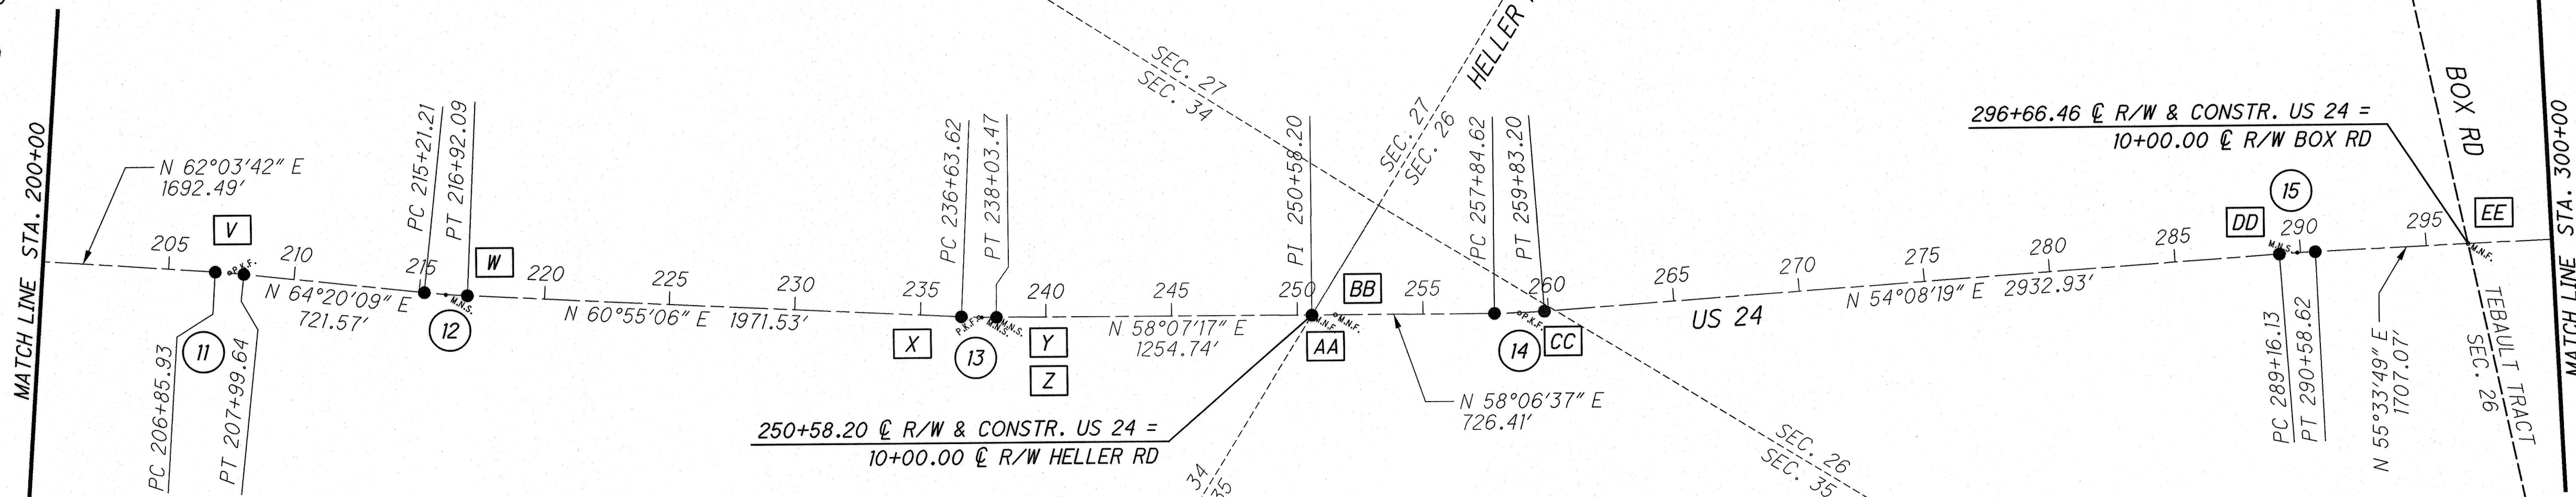 MATCH LINE STA. 200+00
N 62°03'42" E
1692.49'
205
V
P.K.F.
11
PC 206+85.93
PT 207+99.64
210
N 64°20'09" E
721.57'
215
PC 215+21.21
PT 216+92.09
W
M.N.S.
12
220
225
230
235
N 60°55'06" E 1971.53'
PC 236+63.62
PT 238+03.47
P.K.F.
M.N.S.
M.N.S.
X
13
Y
Z
240
245
250
N 58°07'17" E
1254.74'
SEC. 27
SEC. 34
PI 250+58.20
HELLER
SEC. 27
SEC. 26
BB
M.N.F.
M.N.F.
AA
255
250+58.20 ℄ R/W & CONSTR. US 24 =
10+00.00 ℄ R/W HELLER RD
34
35
PC 257+84.62
PT 259+83.20
260
P.K.F.
14
CC
N 58°06'37" E
726.41'
SEC. 26
SEC. 35
265
270
275
280
285
US 24
N 54°08'19" E 2932.93'
296+66.46 ℄ R/W & CONSTR. US 24 =
10+00.00 ℄ R/W BOX RD
15
DD
M.N.S.
290
295
PC 289+16.13
PT 290+58.62
N 55°33'49" E
1707.07'
BOX RD
EE
M.N.F.
TEBAULT TRACT
SEC. 26
MATCH LINE STA. 300+00